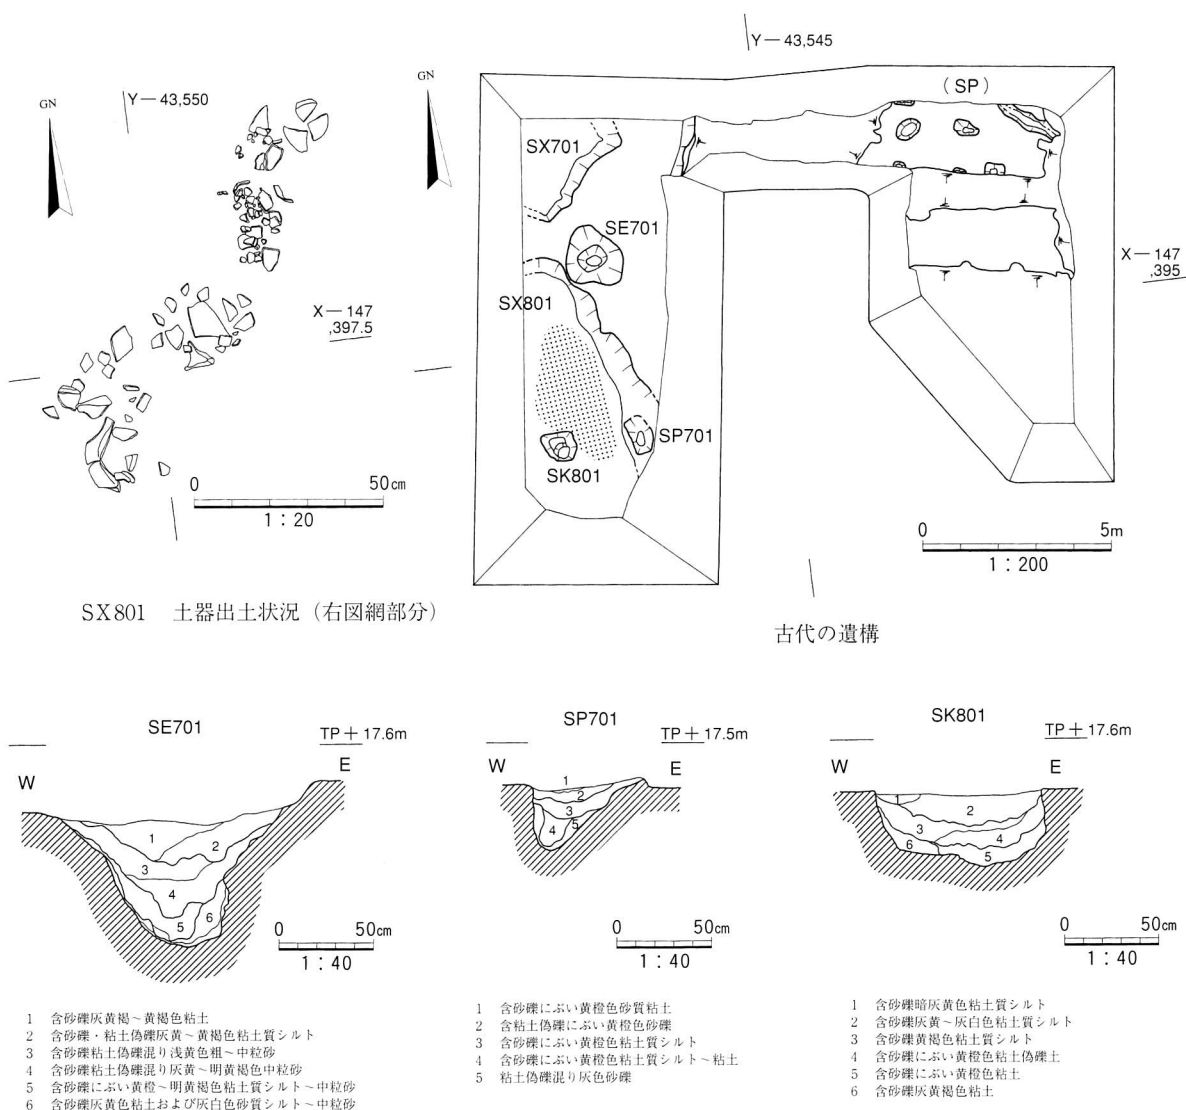 GN
Y－43,550
X－147
,397.5
0 50cm
1：20
SX801 土器出土状況（右図網部分）
GN
Y－43,545
（SP）
SX701
SE701
SX801
SP701
SK801
X－147
,395
0 5m
1：200
古代の遺構
SE701
TP＋17.6m
W
E
1
2
3
4
5
6
0 50cm
1：40
1 含砂礫灰黄褐～黄褐色粘土
2 含砂礫・粘土偽礫灰黄～黄褐色粘土質シルト
3 含砂礫粘土偽礫混り浅黄色粗～中粒砂
4 含砂礫粘土偽礫混り灰黄～明黄褐色中粒砂
5 含砂礫にぶい黄橙～明黄褐色粘土質シルト～中粒砂
6 含砂礫灰黄色粘土および灰白色砂質シルト～中粒砂
SP701
TP＋17.5m
W
E
1
2
3
4
5
0 50cm
1：40
1 含砂礫にぶい黄橙色砂質粘土
2 含粘土偽礫にぶい黄橙色砂礫
3 含砂礫にぶい黄橙色粘土質シルト
4 含砂礫にぶい黄橙色粘土質シルト～粘土
5 粘土偽礫混り灰色砂礫
SK801
TP＋17.6m
W
E
1
2
3
4
5
6
0 50cm
1：40
1 含砂礫暗灰黄色粘土質シルト
2 含砂礫灰黄～灰白色粘土質シルト
3 含砂礫黄褐色粘土質シルト
4 含砂礫にぶい黄橙色粘土偽礫土
5 含砂礫にぶい黄橙色粘土
6 含砂礫灰黄褐色粘土